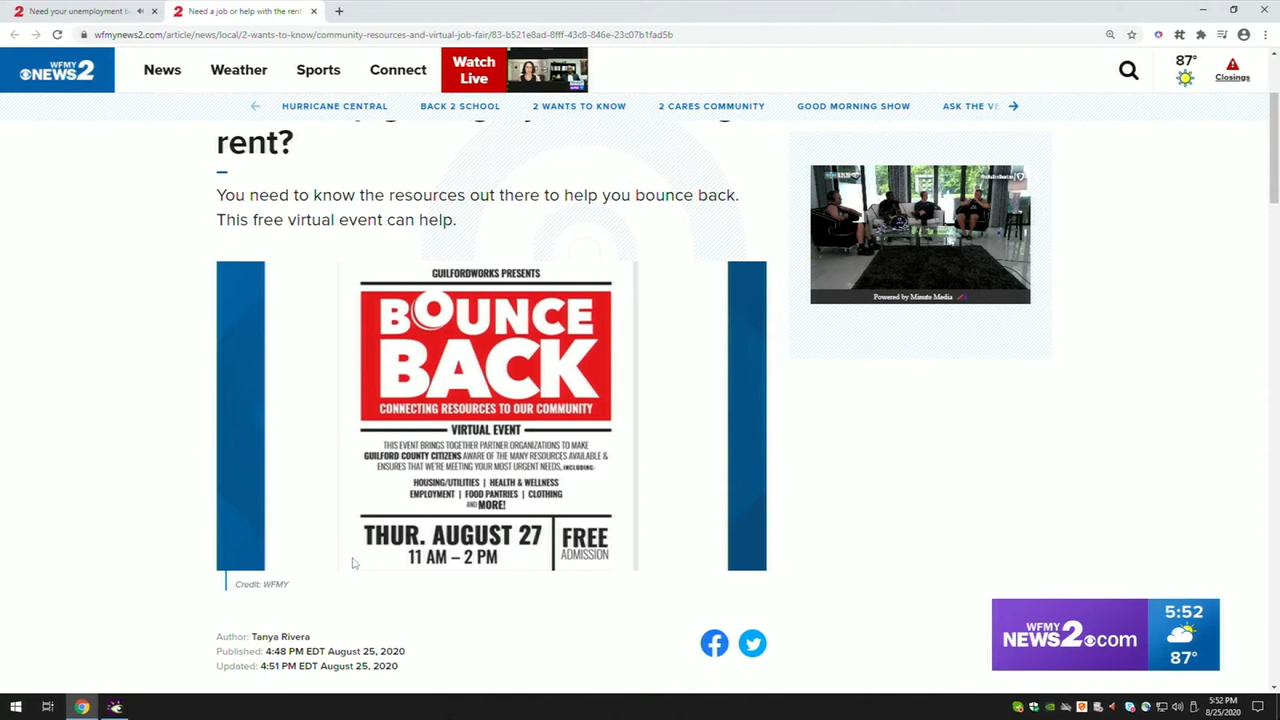 Need your unemployment b
Need a job or help with the rent
wfmynews2.com/article/news/local/2-wants-to-know/community-resources-and-virtual-job-fair/83-b521e8ad-8fff-43c8-846e-23c07b1fad5b
WFMY
NEWS 2
News
Weather
Sports
Connect
Watch
Live
87°
Closings
HURRICANE CENTRAL
BACK 2 SCHOOL
2 WANTS TO KNOW
2 CARES COMMUNITY
GOOD MORNING SHOW
ASK THE VE
rent?
You need to know the resources out there to help you bounce back.
This free virtual event can help.
GUILFORDWORKS PRESENTS
BOUNCE
BACK
CONNECTING RESOURCES TO OUR COMMUNITY
VIRTUAL EVENT
THIS EVENT BRINGS TOGETHER PARTNER ORGANIZATIONS TO MAKE
GUILFORD COUNTY CITIZENS AWARE OF THE MANY RESOURCES AVAILABLE &
ENSURES THAT WE'RE MEETING YOUR MOST URGENT NEEDS, INCLUDING:
HOUSING/UTILITIES | HEALTH & WELLNESS
EMPLOYMENT | FOOD PANTRIES | CLOTHING
AND MORE!
THUR. AUGUST 27
11 AM – 2 PM
FREE
ADMISSION
Powered by Minute Media
Credit: WFMY
Author: Tanya Rivera
Published: 4:48 PM EDT August 25, 2020
Updated: 4:51 PM EDT August 25, 2020
WFMY
NEWS2.com
5:52
87°
5:52 PM
8/25/2020